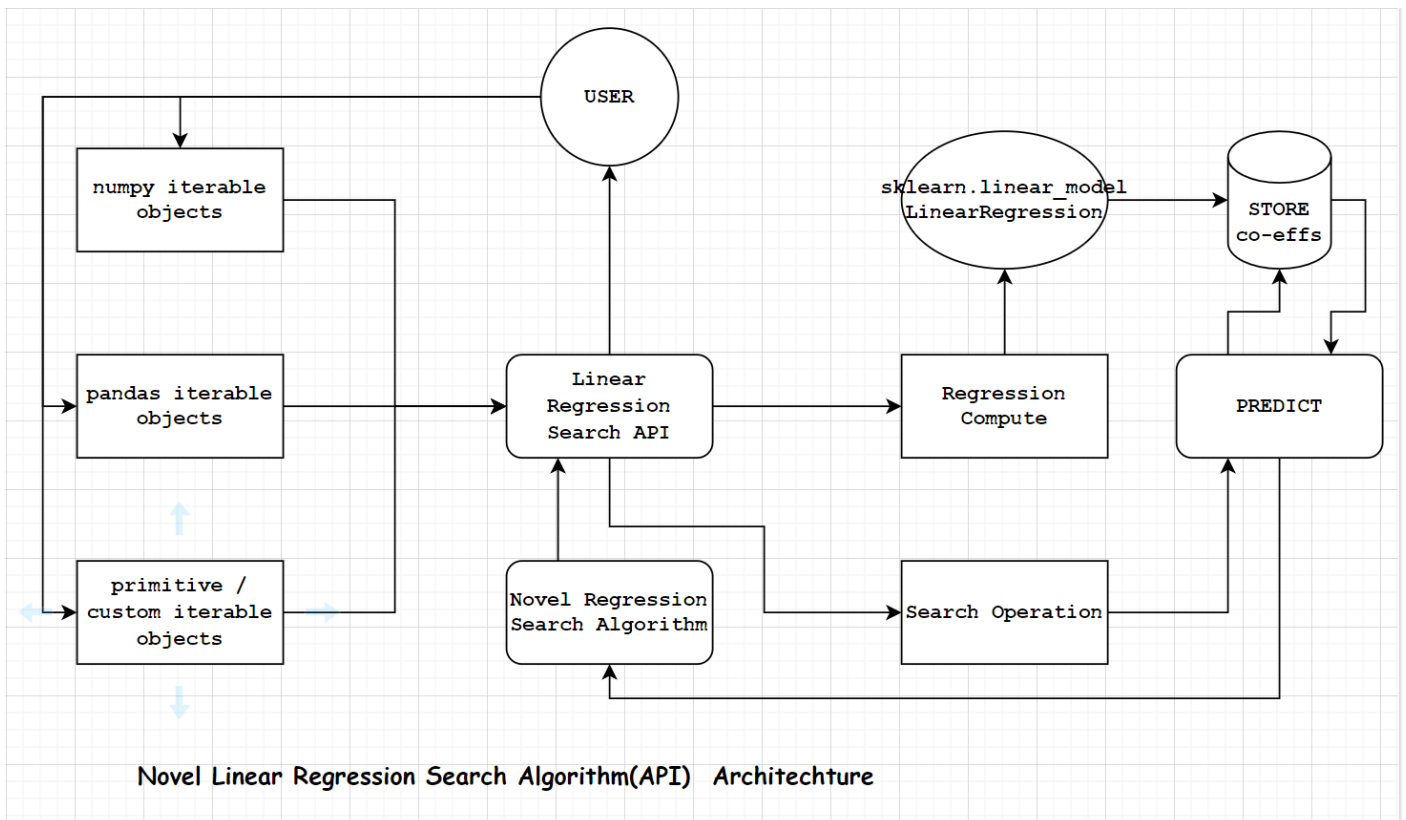 USER
numpy iterable
objects
sklearn.linear_model
LinearRegression
STORE
co-effs
pandas iterable
objects
Linear
Regression
Search API
Regression
Compute
PREDICT
primitive /
custom iterable
objects
Novel Regression
Search Algorithm
Search Operation
Novel Linear Regression Search Algorithm(API) Architechture